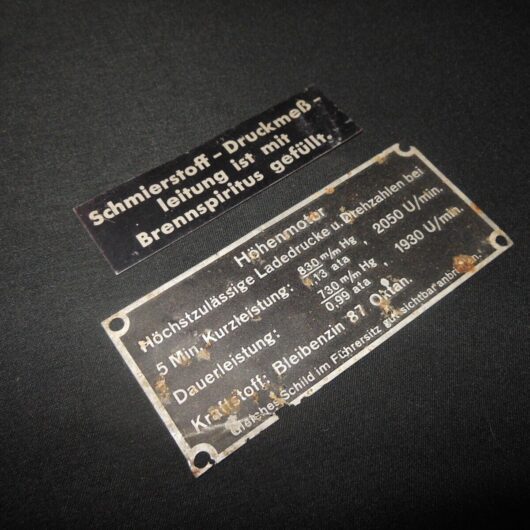 Schmierstoff-Druckmeß-
leitung ist mit
Brennspiritus gefüllt.
Höhenmotor
Höchstzulässige Ladedrucke u. Drehzahlen bei
5 Min. Kurzleistung: 830 m/m Hg / 1,13 ata, 2050 U/min.
Dauerleistung: 730 m/m Hg / 0,99 ata, 1930 U/min.
Kraftstoff: Bleibenzin 87 Oktan.
Gleiches Schild im Führersitz gut sichtbar anbringen.